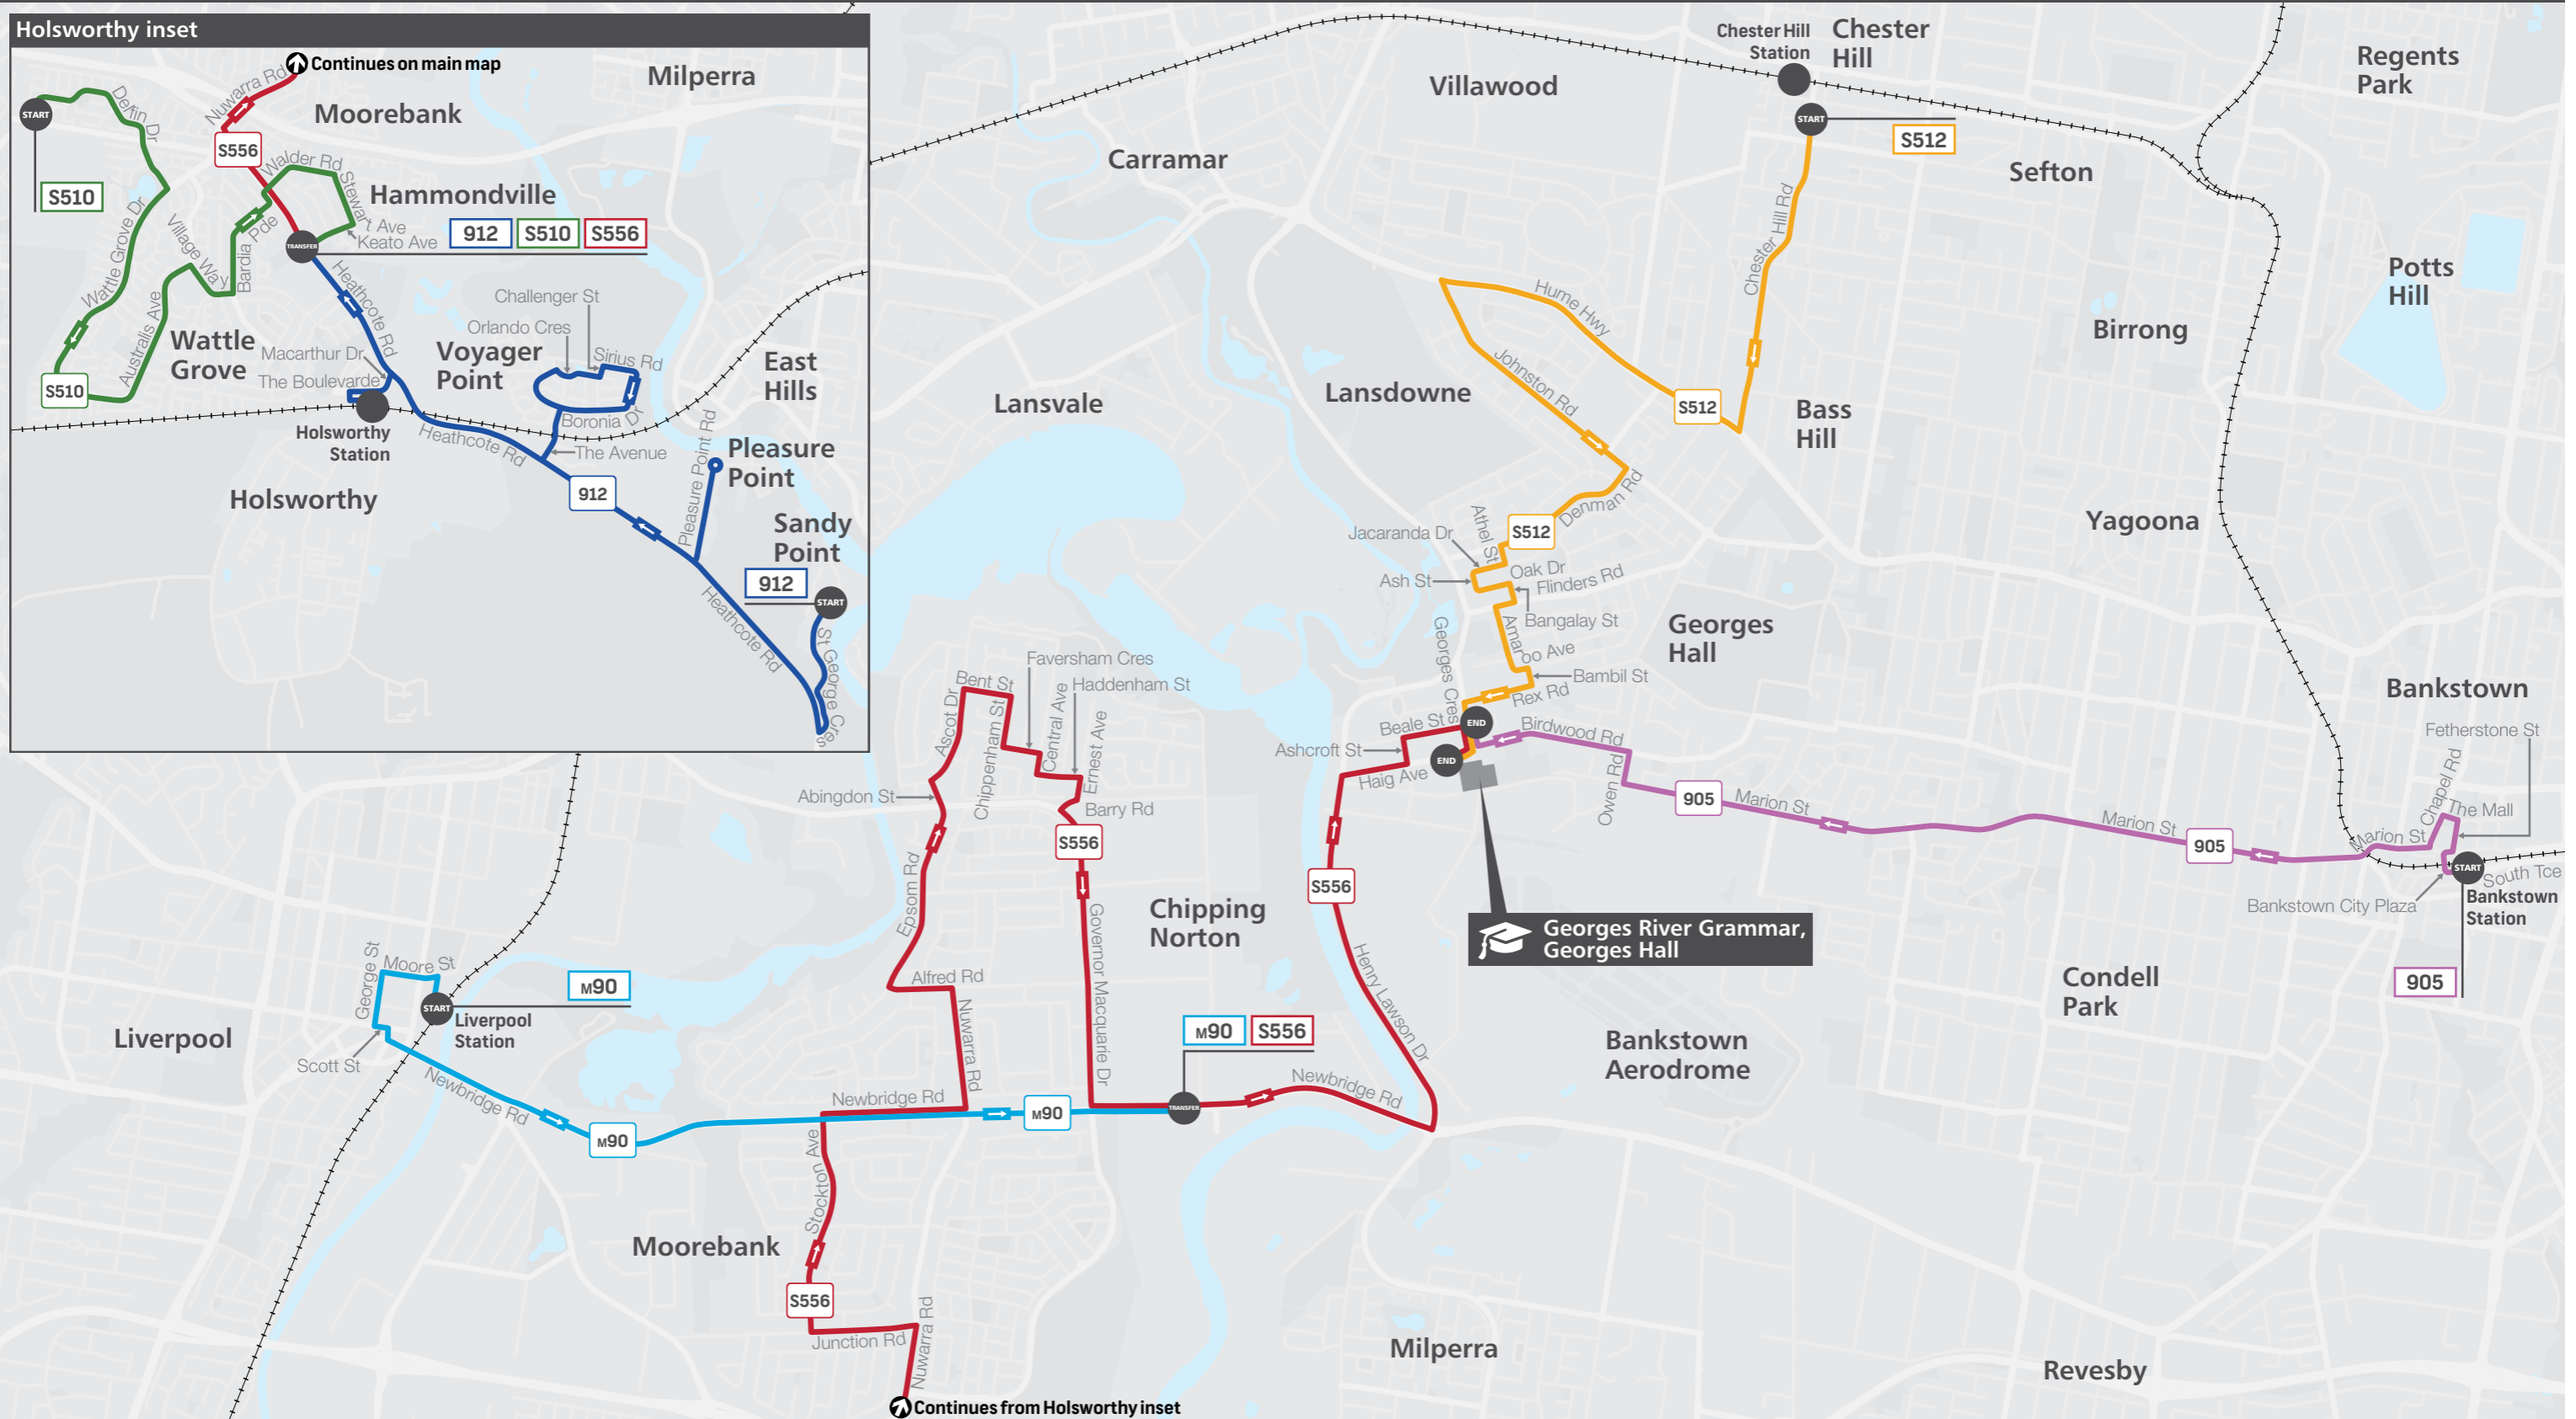 Holsworthy inset
Continues on main map
Nuwarra Rd
Milperra
Moorebank
Delfin Dr
START
S510
S556
Walder Rd
Stewart Ave
Hammondville
Keato Ave
912
S510
S556
TRANSFER
Wattle Grove Dr
Village Way
Bardia Pde
Australis Ave
Wattle
Grove
S510
Heathcote Rd
Macarthur Dr
The Boulevarde
Holsworthy
Station
Holsworthy
Challenger St
Orlando Cres
Voyager
Point
Sirius Rd
Boronia Dr
East
Hills
The Avenue
Heathcote Rd
912
Pleasure Point Rd
Pleasure
Point
Sandy
Point
912
START
Heathcote Rd
St George Cres
Chester Hill
Station
Chester
Hill
START
S512
Villawood
Carramar
Regents
Park
Sefton
Chester Hill Rd
Potts
Hill
Birrong
Hume Hwy
Johnston Rd
Lansdowne
Lansvale
S512
Bass
Hill
Yagoona
Denman Rd
S512
Athel St
Jacaranda Dr
Ash St
Oak Dr
Flinders Rd
Bangalay St
Amaroo Ave
Georges
Hall
Bambil St
Georges Cres
Rex Rd
Beale St
END
END
Birdwood Rd
Ashcroft St
Haig Ave
Owen Rd
905
Marion St
Marion St
905
Marion St
Bankstown
Fetherstone St
Chapel Rd
The Mall
START
South Tce
Bankstown
Station
Bankstown City Plaza
905
Georges River Grammar,
Georges Hall
Condell
Park
Bankstown
Aerodrome
Faversham Cres
Haddenham St
Bent St
Ascot Dr
Chippenham St
Central Ave
Ernest Ave
Abingdon St
Barry Rd
S556
Epsom Rd
Governor Macquarie Dr
Chipping
Norton
S556
Henry Lawson Dr
Alfred Rd
Nuwarra Rd
George St
Moore St
START
M90
Liverpool
Station
Liverpool
Scott St
Newbridge Rd
M90
Newbridge Rd
M90
M90
S556
TRANSFER
Newbridge Rd
Stockton Ave
Moorebank
S556
Junction Rd
Nuwarra Rd
Continues from Holsworthy inset
Milperra
Revesby